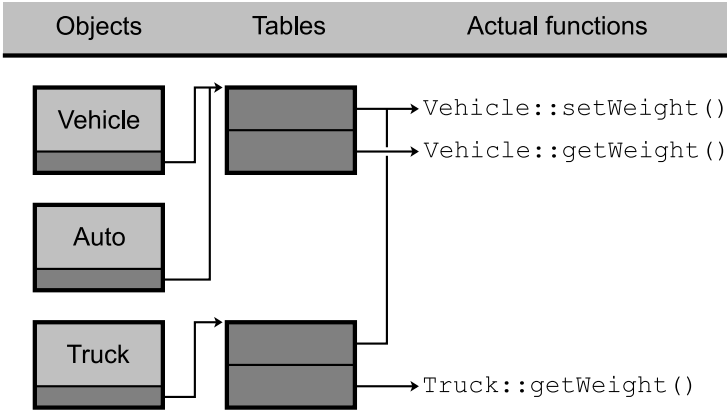 Objects Tables Actual functions
Vehicle
Vehicle::setWeight()
Vehicle::getWeight()
Auto
Truck
Truck::getWeight()